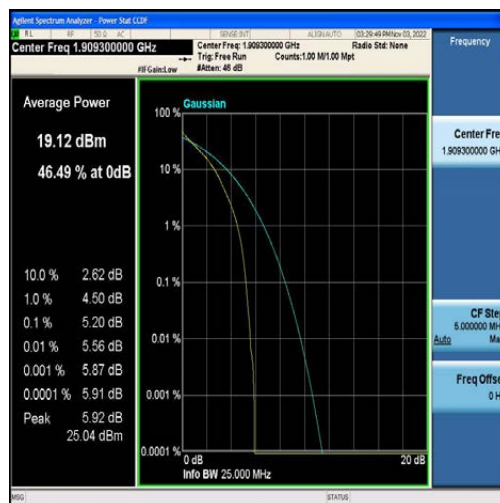 Agilent Spectrum Analyzer - Power Stat CCDF
RL RF 50 Ω AC SENSE:INT ALIGN AUTO 03:29:49 PM Nov 03, 2022
Center Freq 1.909300000 GHz
Center Freq: 1.909300000 GHz Radio Std: None
Trig: Free Run Counts:1.00 M/1.00 Mpt
#IFGain:Low #Atten: 46 dB
Frequency
Average Power
19.12 dBm
46.49 % at 0dB
10.0 % 2.62 dB
1.0 % 4.50 dB
0.1 % 5.20 dB
0.01 % 5.56 dB
0.001 % 5.87 dB
0.0001 % 5.91 dB
Peak 5.92 dB
25.04 dBm
Gaussian
100 %
10 %
1 %
0.1 %
0.01 %
0.001 %
0.0001 %
0 dB 20 dB
Info BW 25.000 MHz
Center Fre
1.909300000 GH
CF Ste
5.000000 MH
Auto Ma
Freq Offse
0 H
MSG STATUS